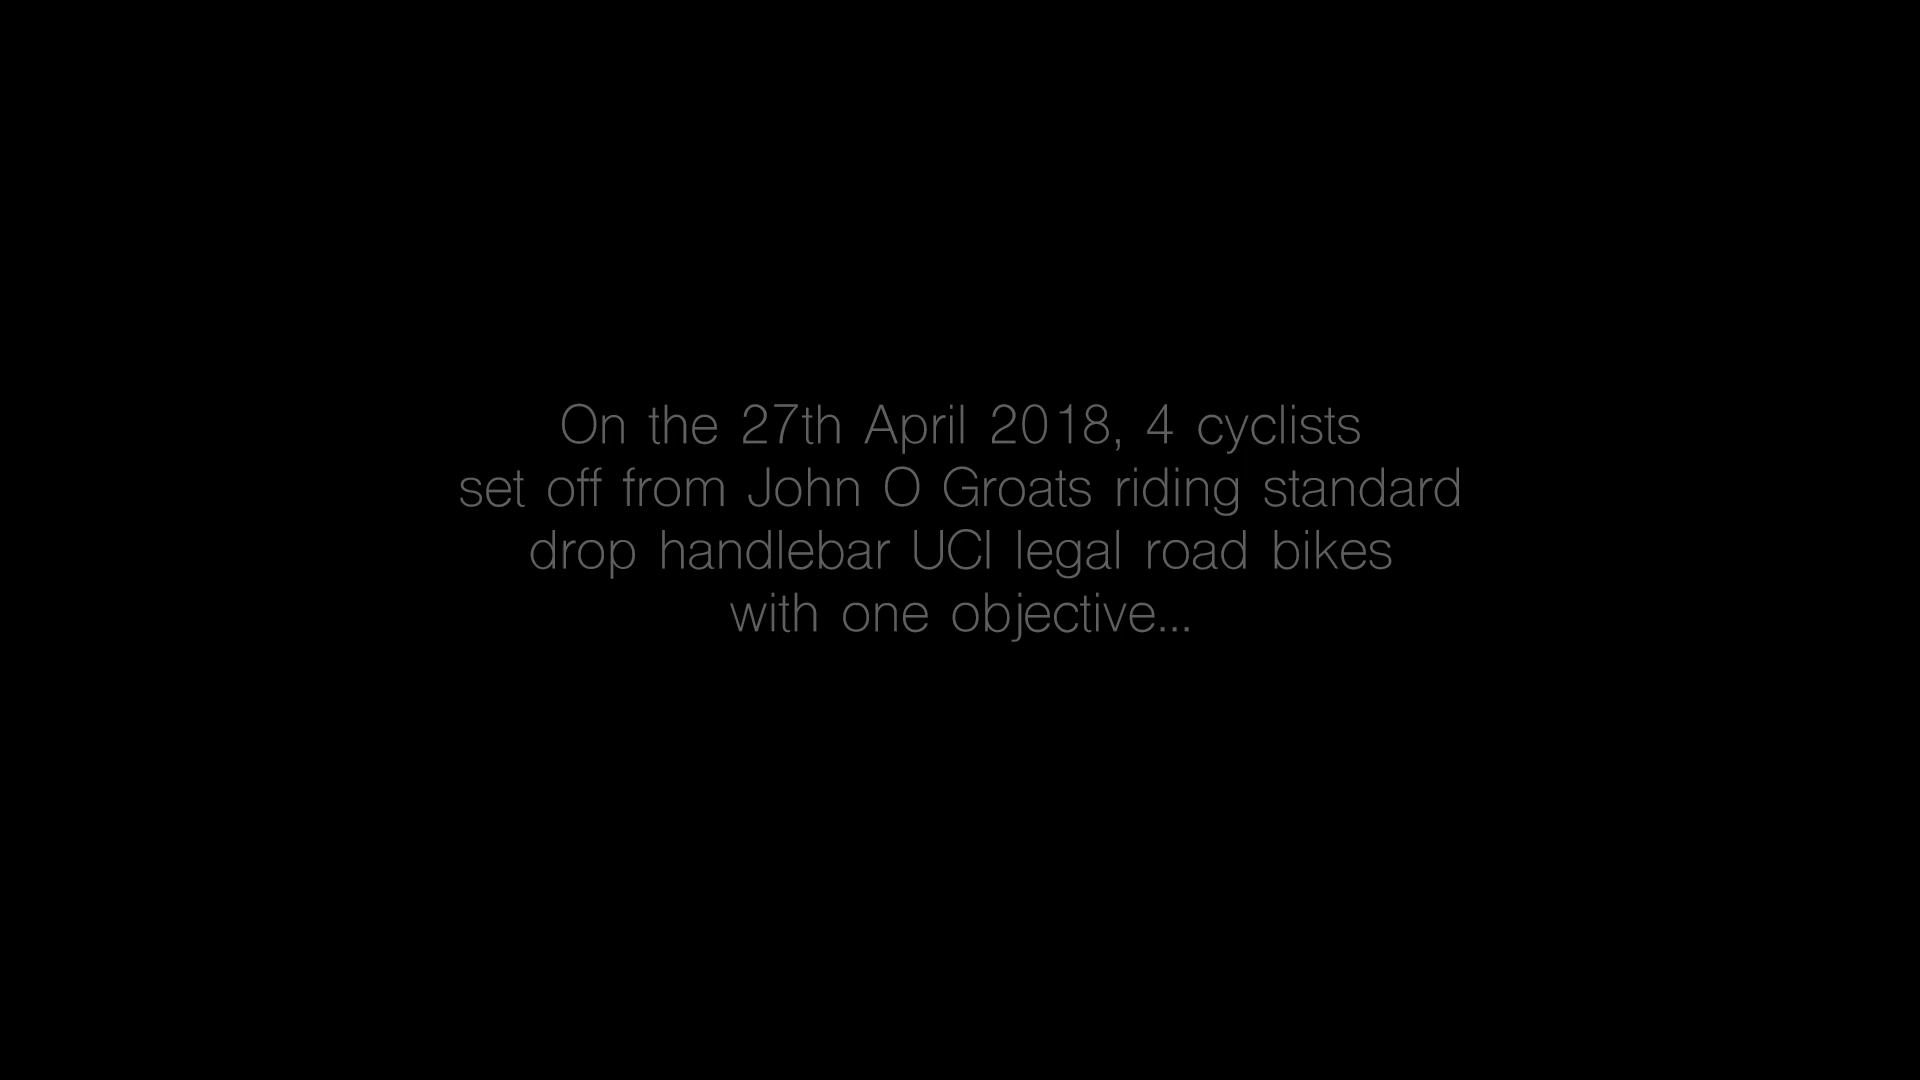 On the 27th April 2018, 4 cyclists
set off from John O Groats riding standard
drop handlebar UCI legal road bikes
with one objective...